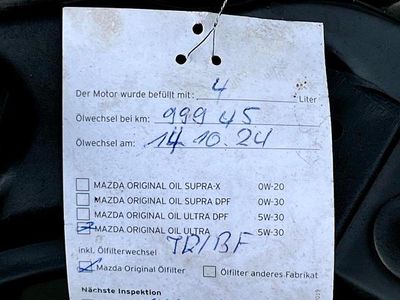 Der Motor wurde befüllt mit: 4 Liter
Ölwechsel bei km: 99945
Ölwechsel am: 14.10.24
MAZDA ORIGINAL OIL SUPRA-X 0W-20
MAZDA ORIGINAL OIL SUPRA DPF 0W-30
MAZDA ORIGINAL OIL ULTRA DPF 5W-30
MAZDA ORIGINAL OIL ULTRA 5W-30
inkl. Ölfilterwechsel
Mazda Original Ölfilter Ölfilter anderes Fabrikat
Nächste Inspektion